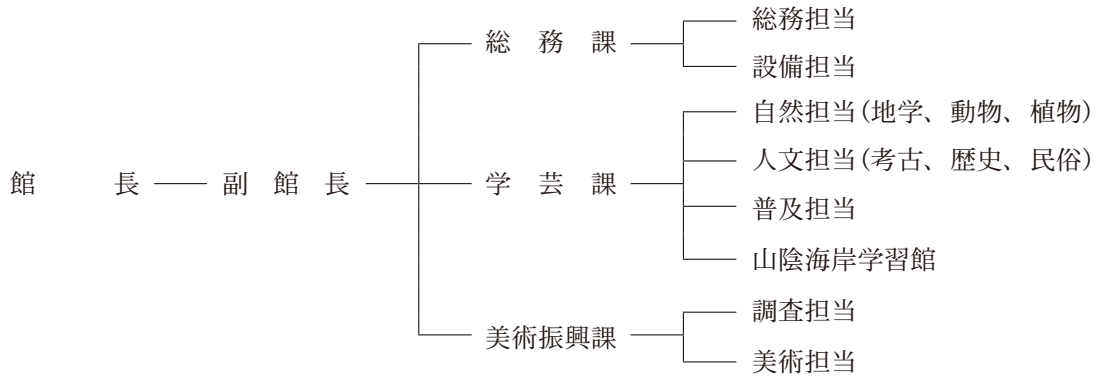 館長
副館長
総務課
総務担当
設備担当
学芸課
自然担当(地学、動物、植物)
人文担当(考古、歴史、民俗)
普及担当
山陰海岸学習館
美術振興課
調査担当
美術担当